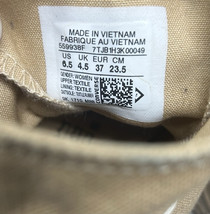 MADE IN VIETNAM
FABRIQUE AU VIETNAM
559938F 7TJB1H3K00049
US UK EUR CM
6.5 4.5 37 23.5
GENDER: WOMEN
UPPER: TEXTILE
LINING: TEXTILE
CONVERSE